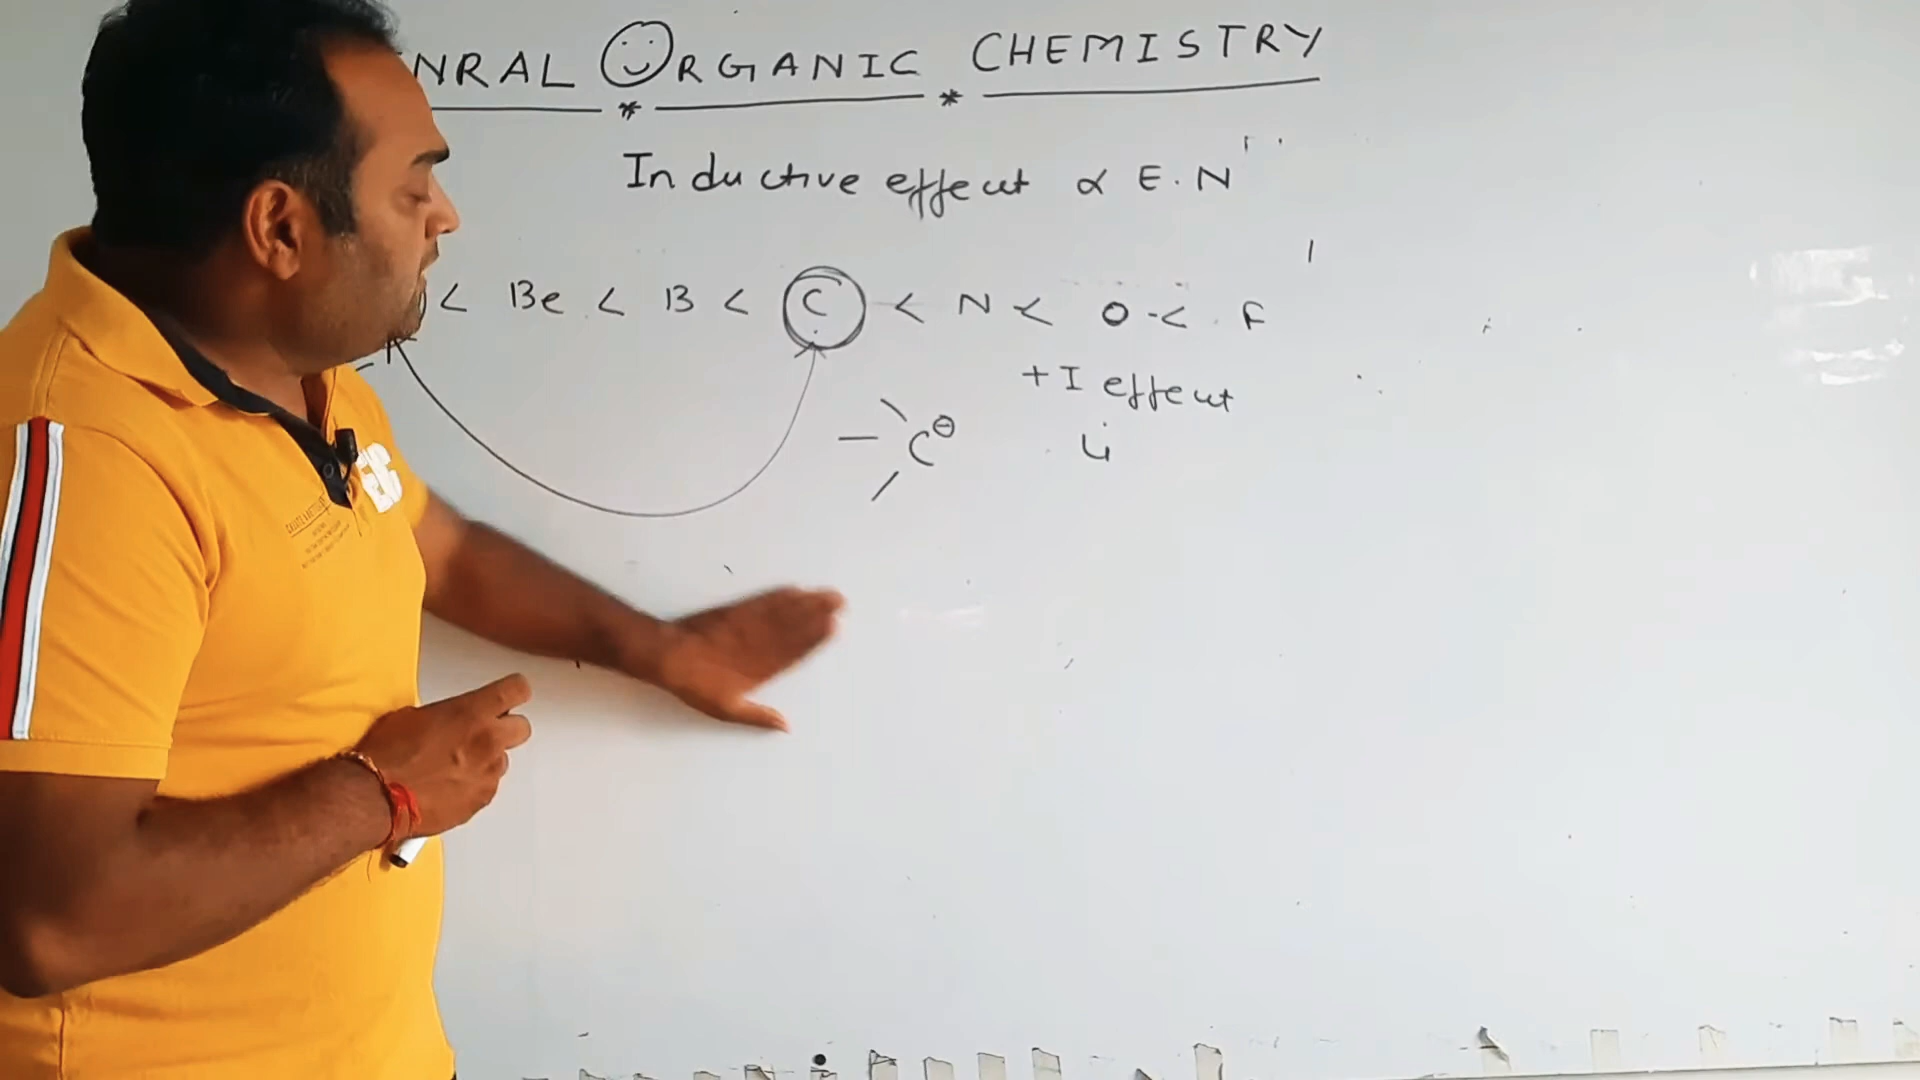 NRAL ORGANIC CHEMISTRY
Inductive effect ∝ E.N
< Be < B < C < N < O < F
+I effect
C⊖
Li